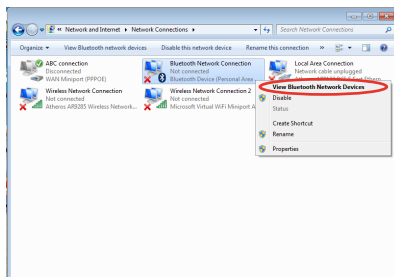 « Network and Internet ▸ Network Connections ▸
Search Network Connections
Organize
View Bluetooth network devices
Disable this network device
Rename this connection
»
ABC connection
Disconnected
WAN Miniport (PPPOE)
Bluetooth Network Connection
Not connected
Bluetooth Device (Personal Area
Local Area Connection
Network cable unplugged
Wireless Network Connection
Not connected
Atheros AR9285 Wireless Network...
Wireless Network Connection 2
Not connected
Microsoft Virtual WiFi Miniport A
View Bluetooth Network Devices
Disable
Status
Create Shortcut
Rename
Properties